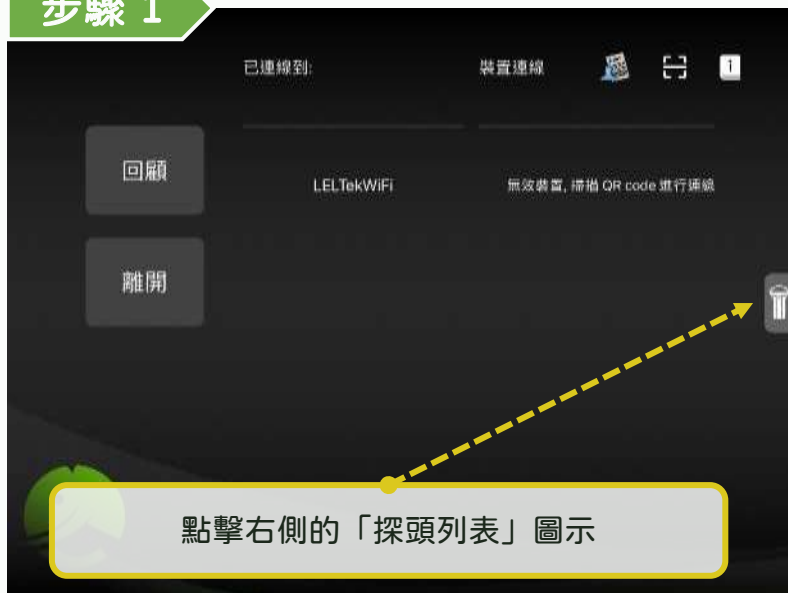 步驟 1
已連線到:
裝置連線
1
回顧
LELTekWiFi
無效裝置, 掃描 QR code 進行連線
離開
點擊右側的「探頭列表」圖示